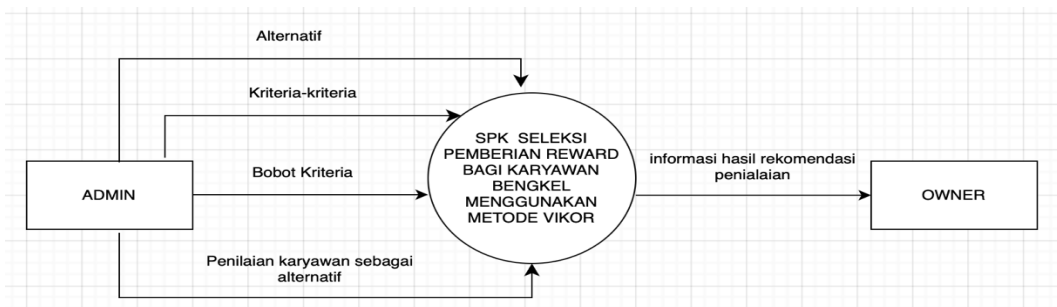 Alternatif
Kriteria-kriteria
SPK SELEKSI
PEMBERIAN REWARD
BAGI KARYAWAN
BENGKEL
MENGGUNAKAN
METODE VIKOR
informasi hasil rekomendasi
penialaian
Bobot Kriteria
ADMIN
OWNER
Penilaian karyawan sebagai
alternatif